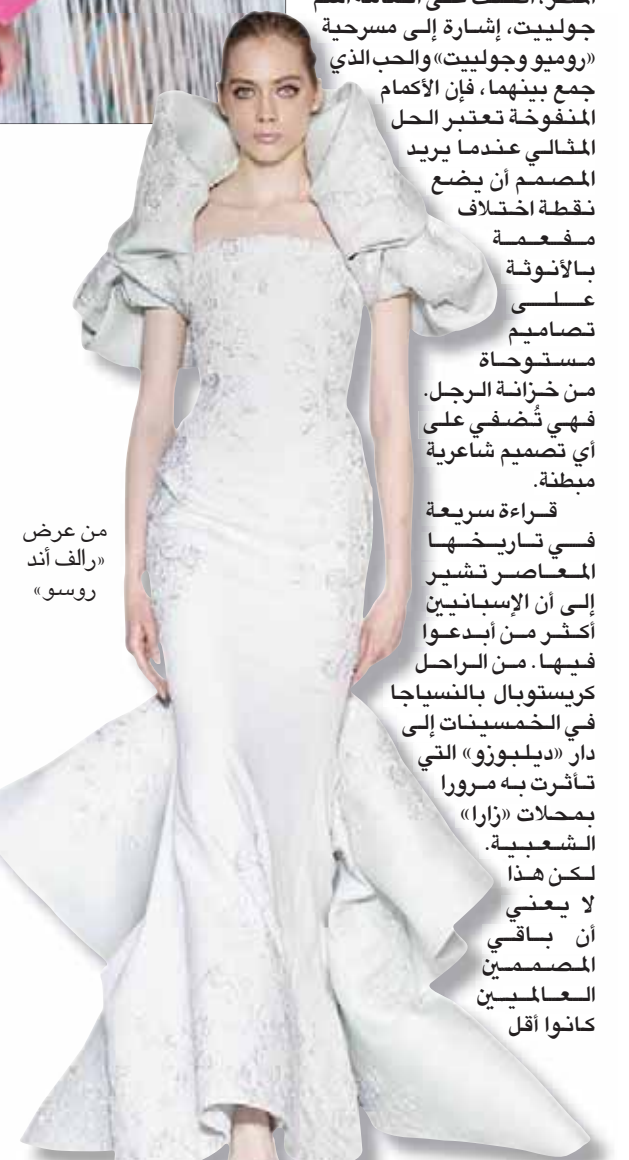 جولييت، إشارة إلى مسرحية
«روميو وجولييت» والحب الذي
جمع بينهما، فإن الأكمام
المنفوخة تعتبر الحل
المثالي عندما يريد
المصمم أن يضع
نقطة اختلاف
مفعمة
بالأنوثة
على
تصاميم
مستوحاة
من خزانة الرجل.
فهي تُضفي على
أي تصميم شاعرية
مبطنة.
قراءة سريعة
في تاريخها
المعاصر تشير
إلى أن الإسبانيين
أكثر من أبدعوا
فيها. من الراحل
كريستوبال بالنسياجا
في الخمسينات إلى
دار «ديلبوزو» التي
تأثرت به مرورا
بمحلات «زارا»
الشعبية.
لكن هذا
لا يعني
أن باقي
المصممين
العالميين
كانوا أقل
من عرض
«رالف أند
روسو»